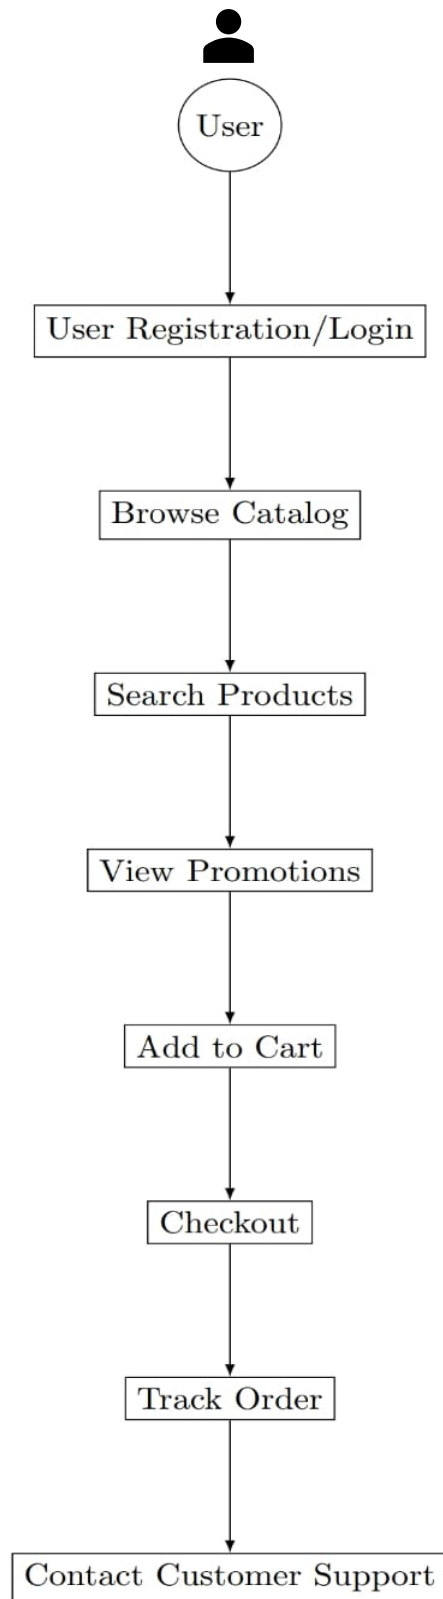 User
User Registration/Login
Browse Catalog
Search Products
View Promotions
Add to Cart
Checkout
Track Order
Contact Customer Support